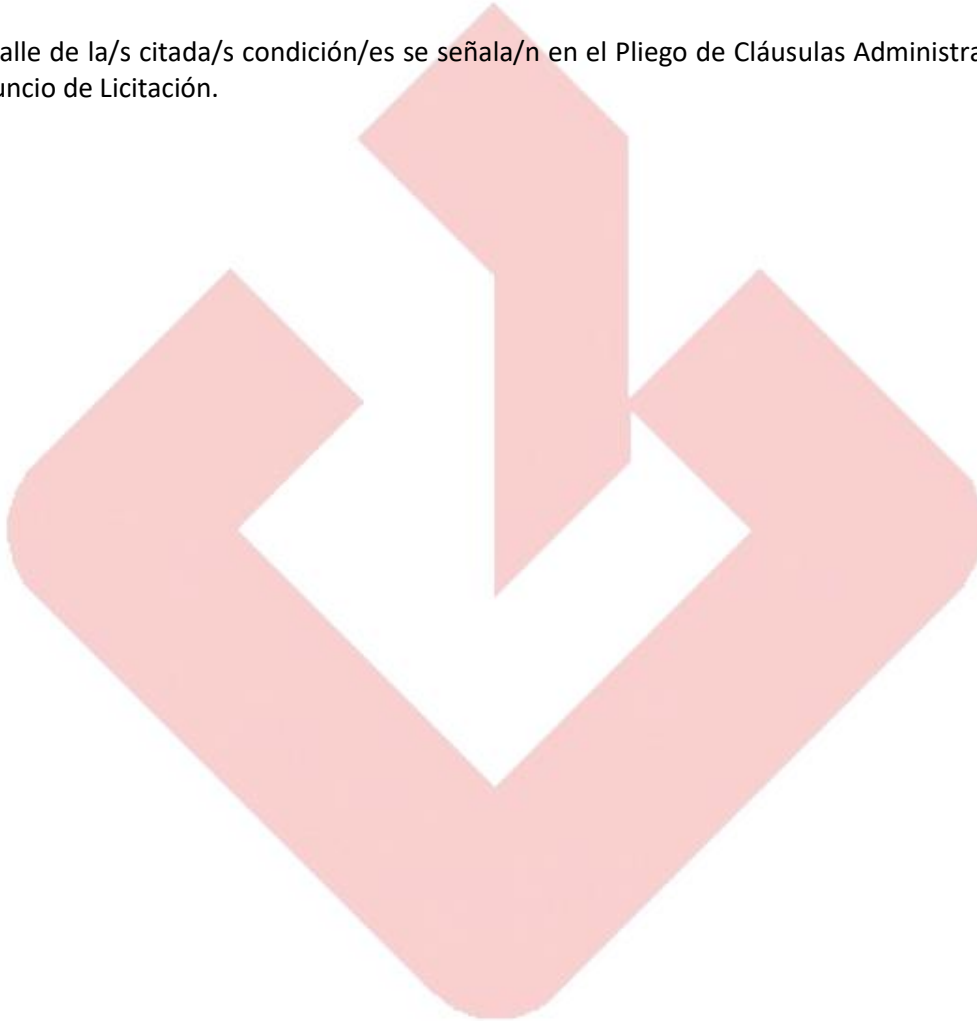 alle de la/s citada/s condición/es se señala/n en el Pliego de Cláusulas Administra
uncio de Licitación.